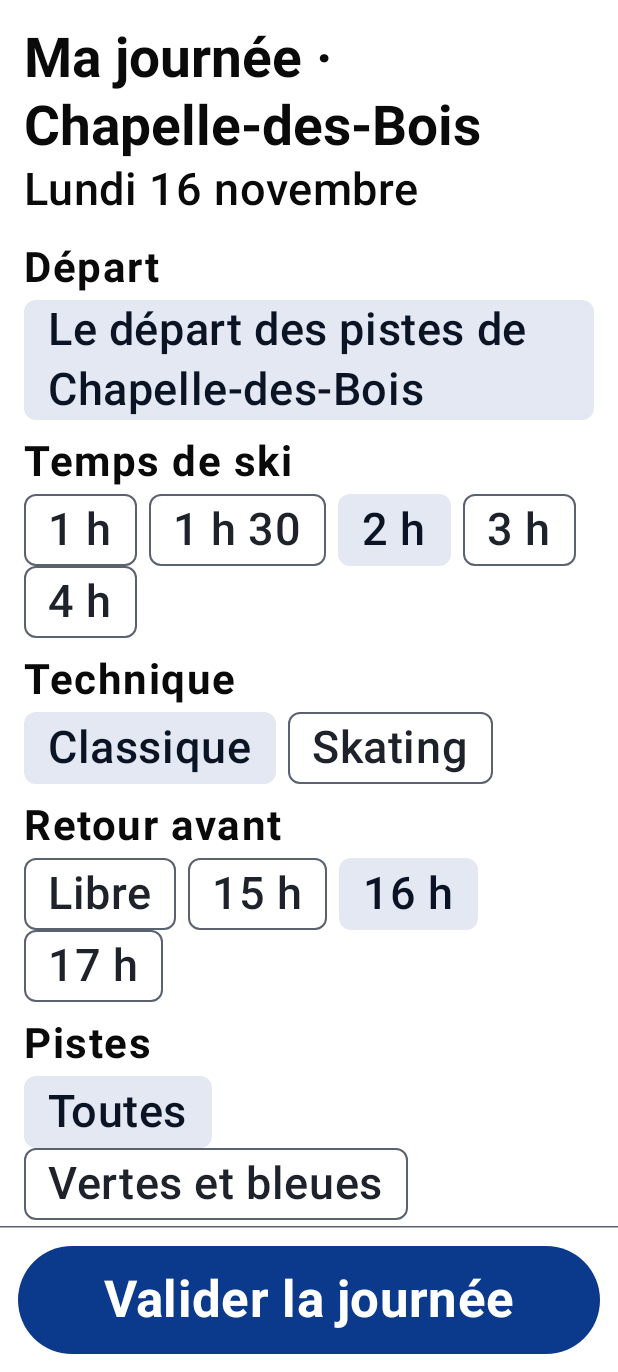 Ma journée ·
Chapelle-des-Bois
Lundi 16 novembre
Départ
Le départ des pistes de
Chapelle-des-Bois
Temps de ski
1 h 1 h 30 2 h 3 h
4 h
Technique
Classique Skating
Retour avant
Libre 15 h 16 h
17 h
Pistes
Toutes
Vertes et bleues
Valider la journée